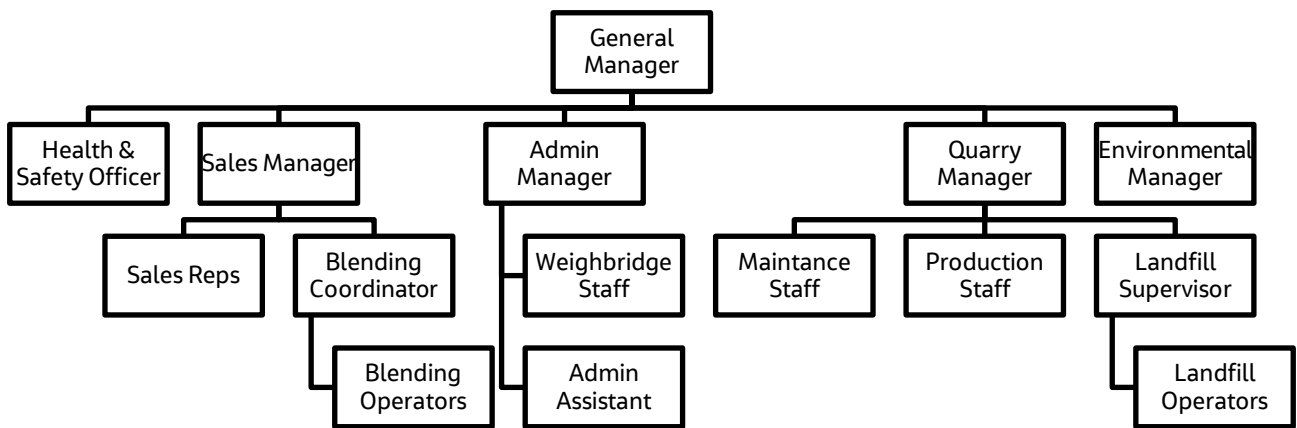 General
Manager
Health &
Safety Officer
Sales Manager
Admin
Manager
Quarry
Manager
Environmental
Manager
Sales Reps
Blending
Coordinator
Weighbridge
Staff
Maintance
Staff
Production
Staff
Landfill
Supervisor
Blending
Operators
Admin
Assistant
Landfill
Operators